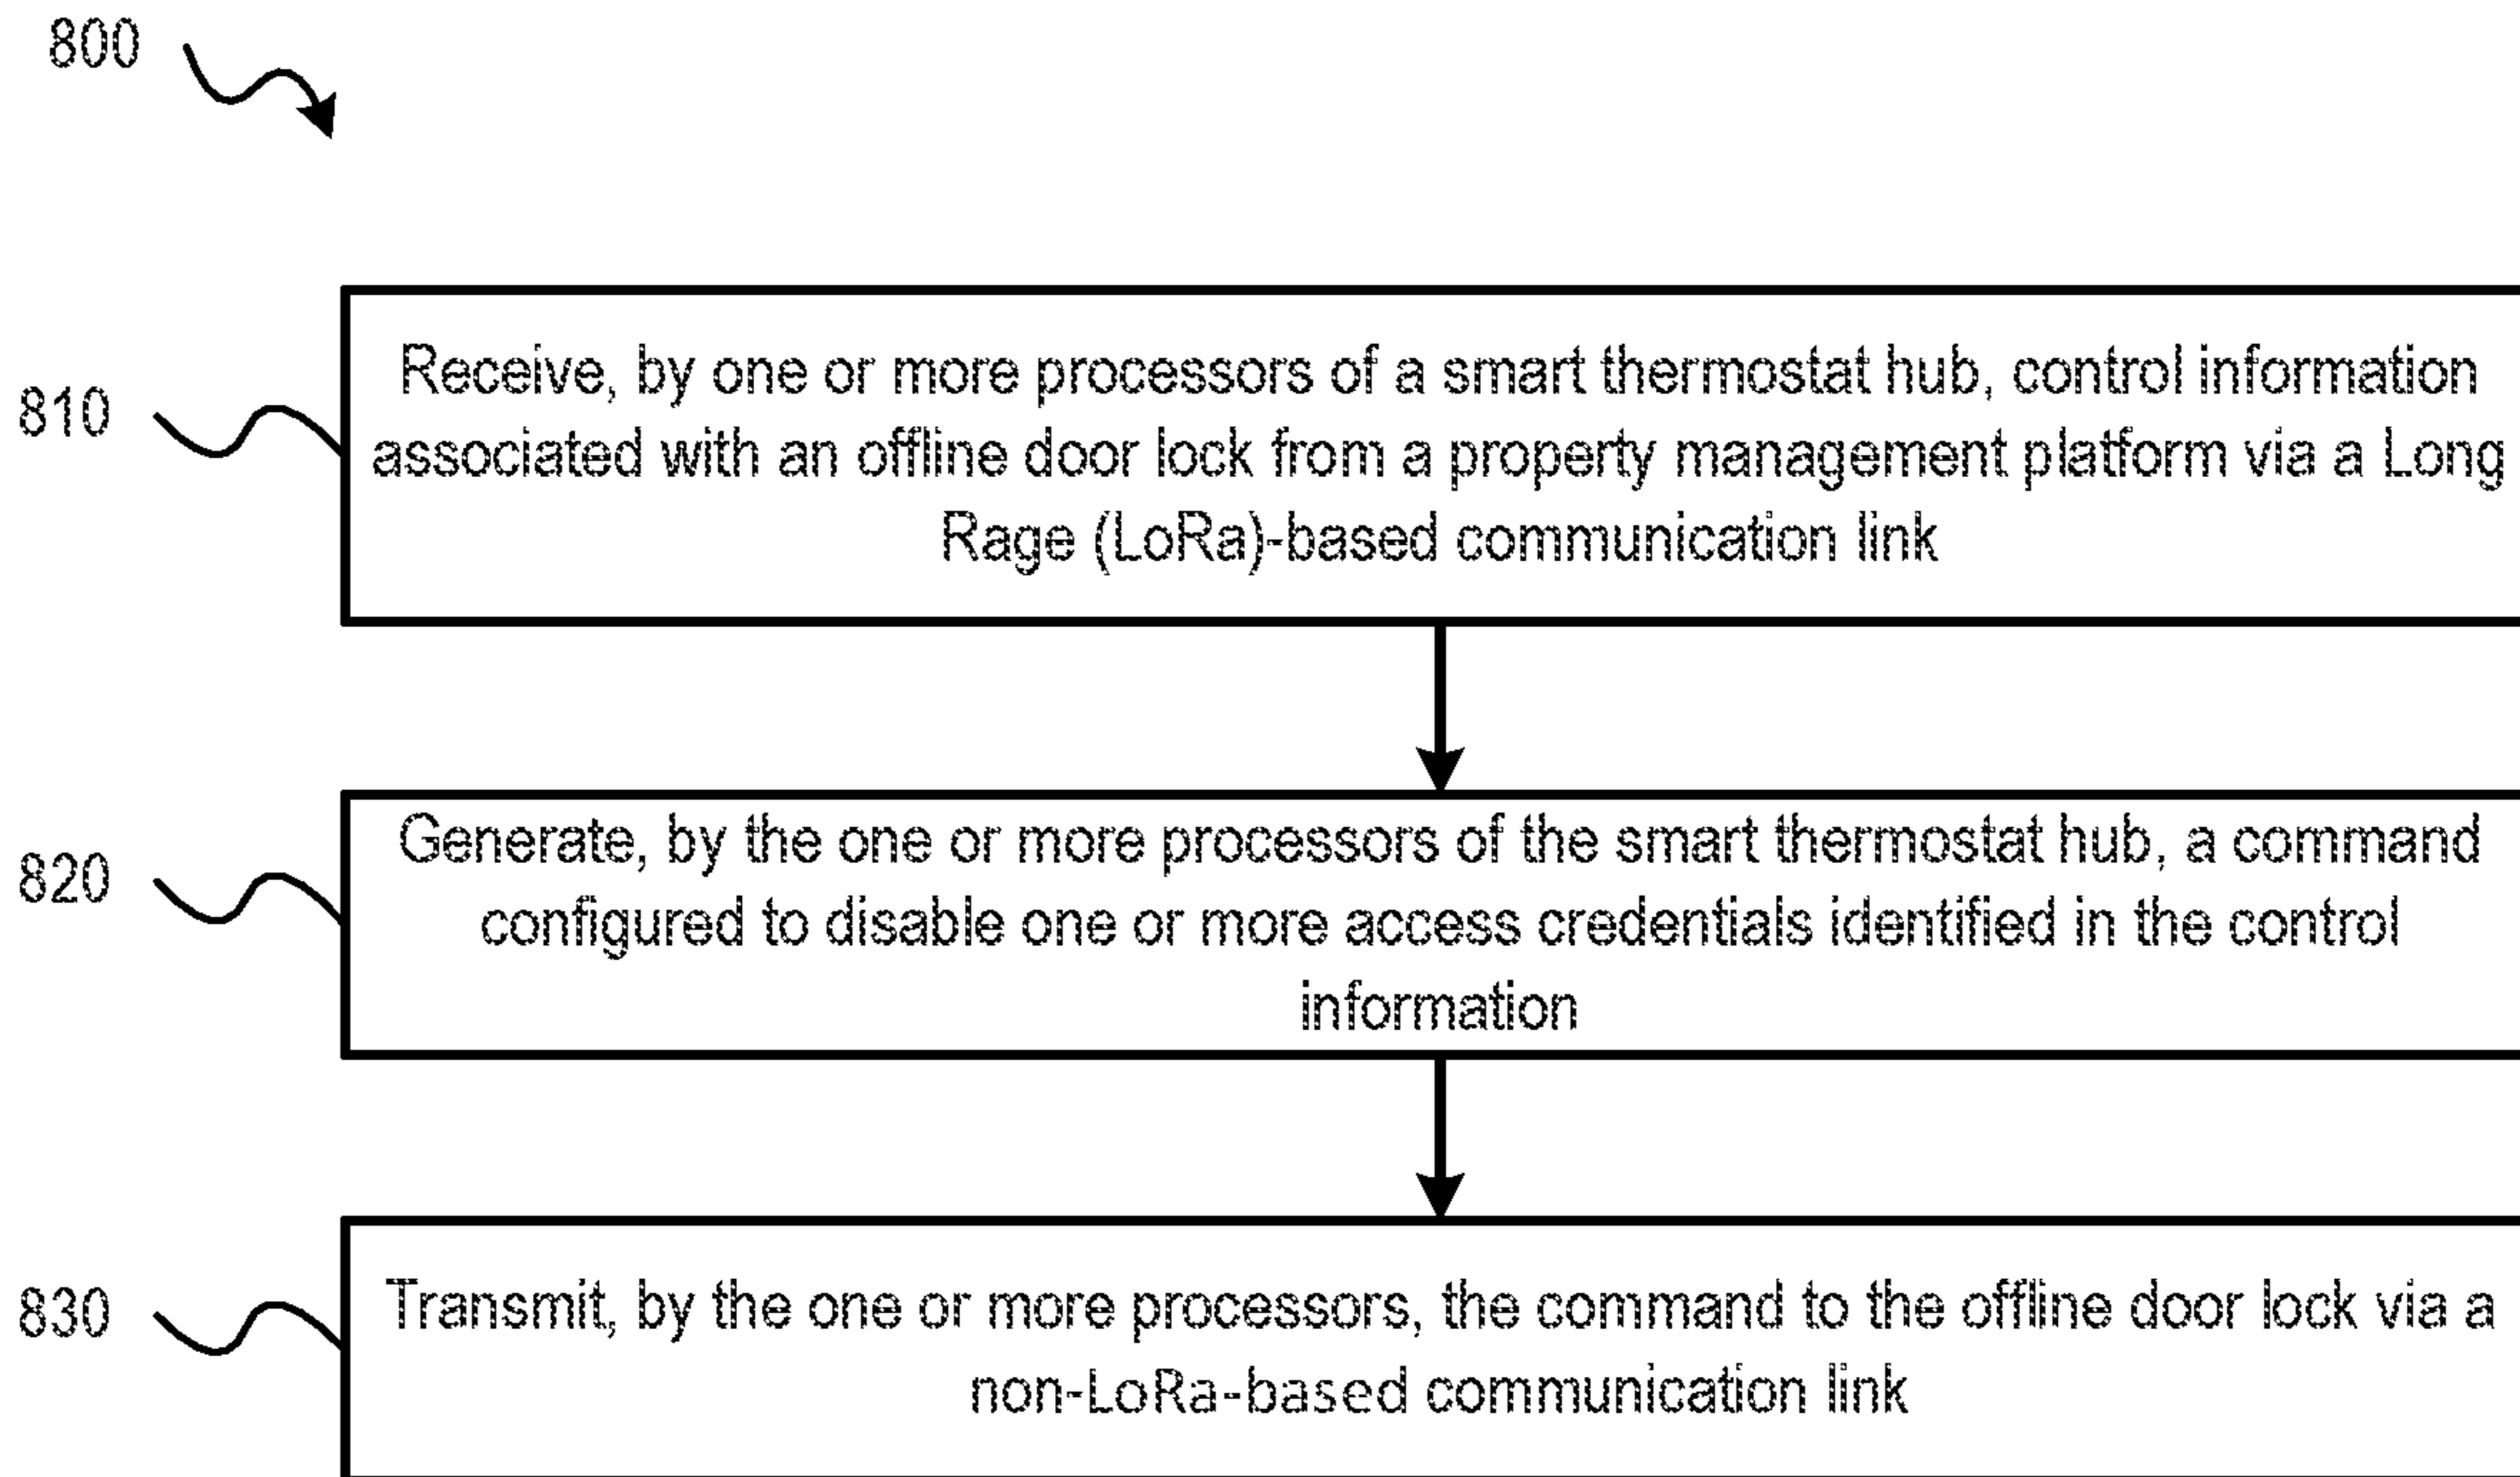 800
810
Receive, by one or more processors of a smart thermostat hub, control information
associated with an offline door lock from a property management platform via a Long
Rage (LoRa)-based communication link
820
Generate, by the one or more processors of the smart thermostat hub, a command
configured to disable one or more access credentials identified in the control
information
830
Transmit, by the one or more processors, the command to the offline door lock via a
non-LoRa-based communication link